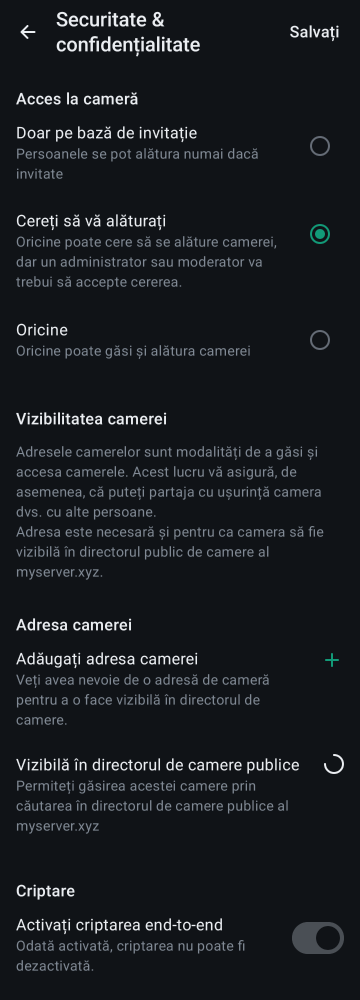 Securitate &
confidențialitate
Salvați
Acces la cameră
Doar pe bază de invitație
Persoanele se pot alătura numai dacă
invitate
Cereți să vă alăturați
Oricine poate cere să se alăture camerei,
dar un administrator sau moderator va
trebui să accepte cererea.
Oricine
Oricine poate găsi și alătura camerei
Vizibilitatea camerei
Adresele camerelor sunt modalități de a găsi și
accesa camerele. Acest lucru vă asigură, de
asemenea, că puteți partaja cu ușurință camera
dvs. cu alte persoane.
Adresa este necesară și pentru ca camera să fie
vizibilă în directorul public de camere al
myserver.xyz.
Adresa camerei
Adăugați adresa camerei
Veți avea nevoie de o adresă de cameră
pentru a o face vizibilă în directorul de
camere.
Vizibilă în directorul de camere publice
Permiteți găsirea acestei camere prin
căutarea în directorul de camere publice al
myserver.xyz
Criptare
Activați criptarea end-to-end
Odată activată, criptarea nu poate fi
dezactivată.